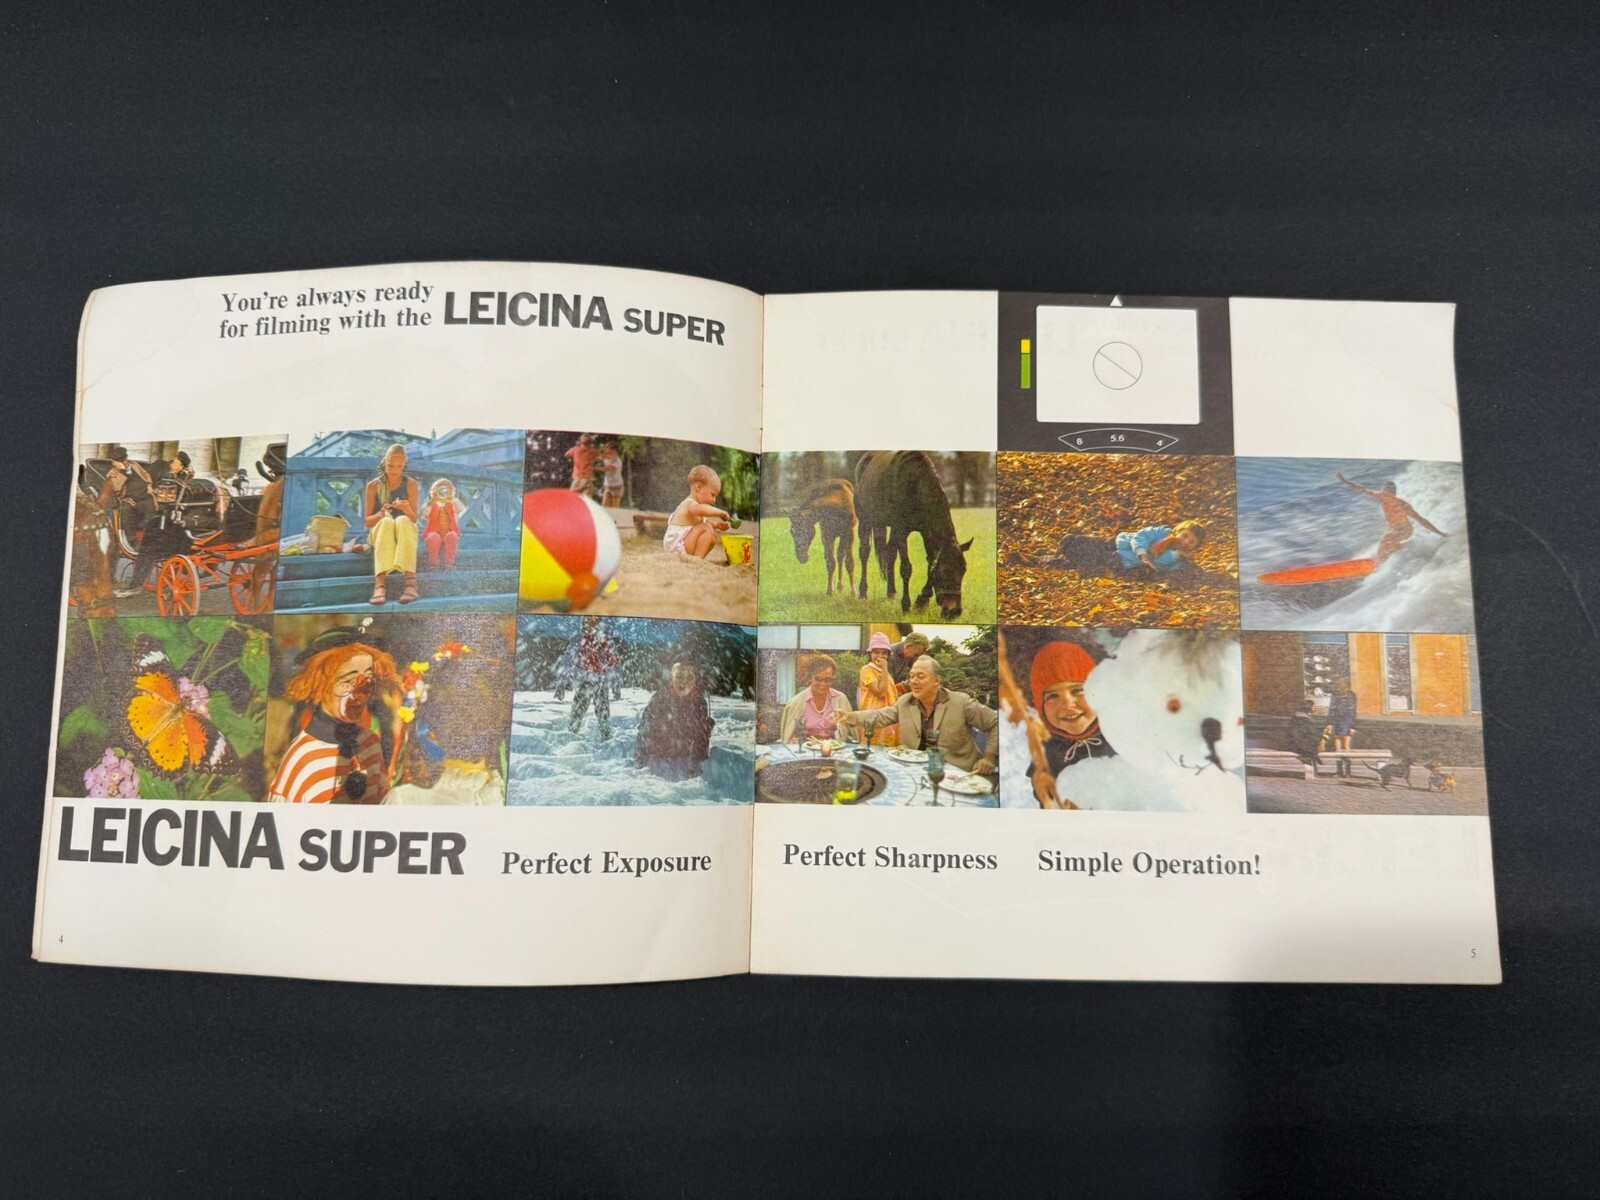 You're always ready
for filming with the LEICINA SUPER
8 5.6 4
LEICINA SUPER Perfect Exposure
Perfect Sharpness Simple Operation!
4
5